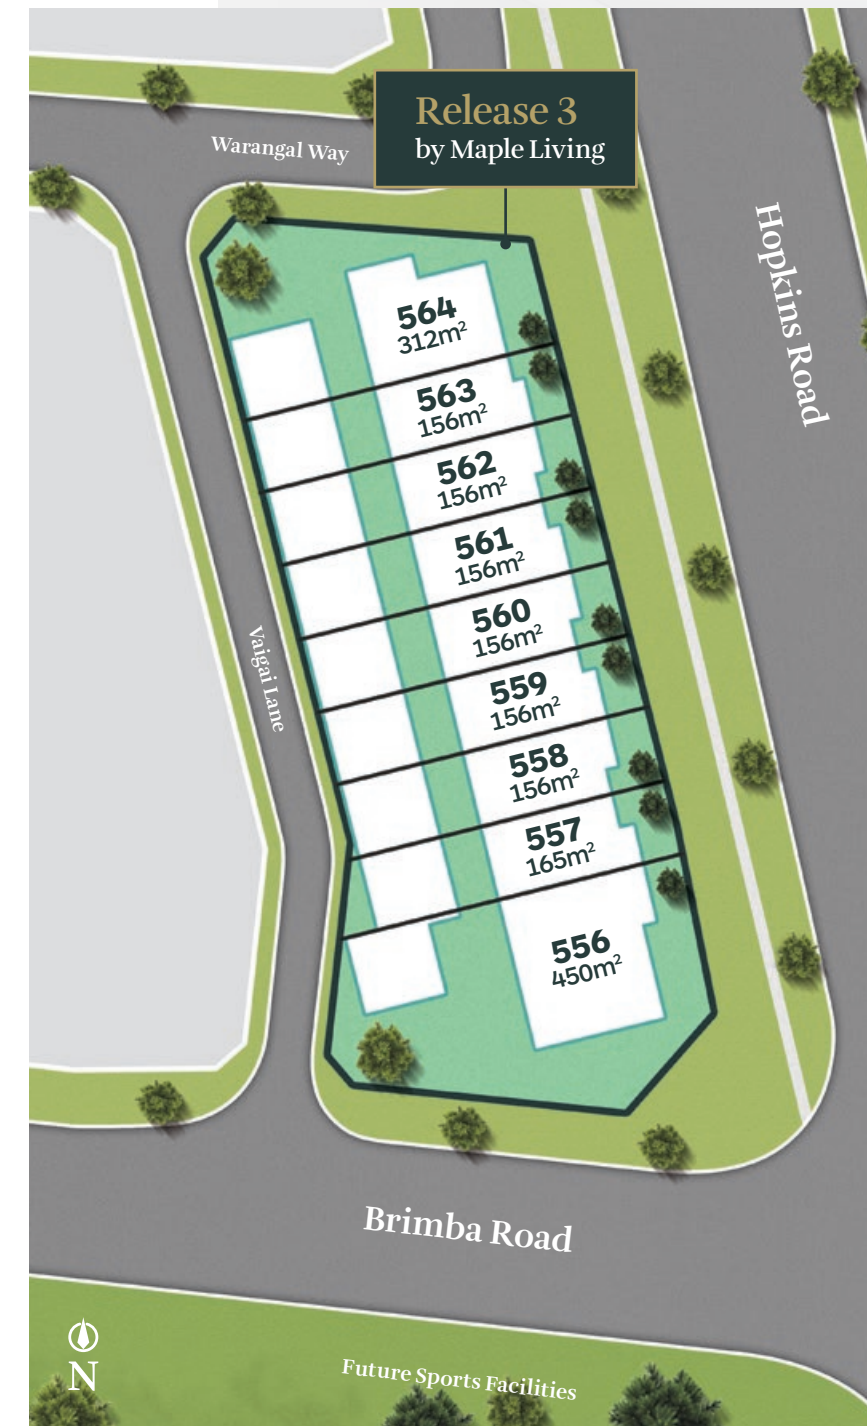 Release 3
by Maple Living
Warangal Way
Hopkins Road
564
312m²
563
156m²
562
156m²
561
156m²
560
156m²
559
156m²
558
156m²
557
165m²
556
450m²
Vaigai Lane
Brimba Road
Future Sports Facilities
N